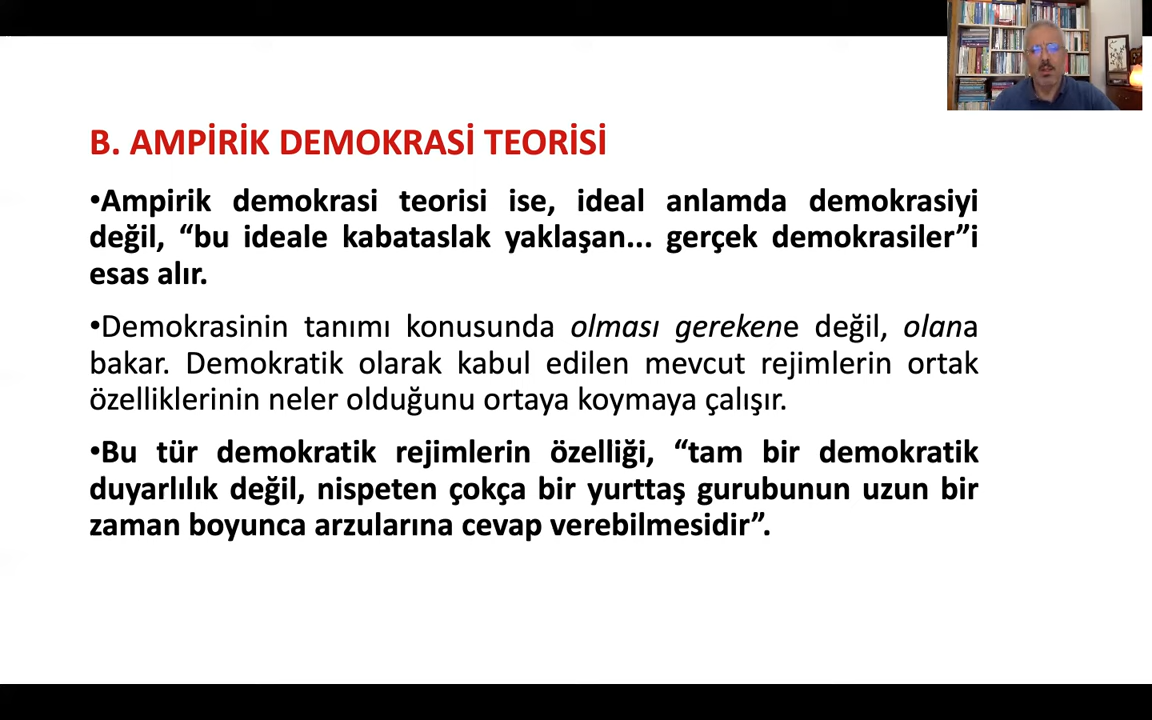 B. AMPİRİK DEMOKRASİ TEORİSİ
•Ampirik demokrasi teorisi ise, ideal anlamda demokrasiyi
değil, “bu ideale kabataslak yaklaşan... gerçek demokrasiler”i
esas alır.
•Demokrasinin tanımı konusunda olması gerekene değil, olana
bakar. Demokratik olarak kabul edilen mevcut rejimlerin ortak
özelliklerinin neler olduğunu ortaya koymaya çalışır.
•Bu tür demokratik rejimlerin özelliği, “tam bir demokratik
duyarlılık değil, nispeten çokça bir yurttaş gurubunun uzun bir
zaman boyunca arzularına cevap verebilmesidir”.